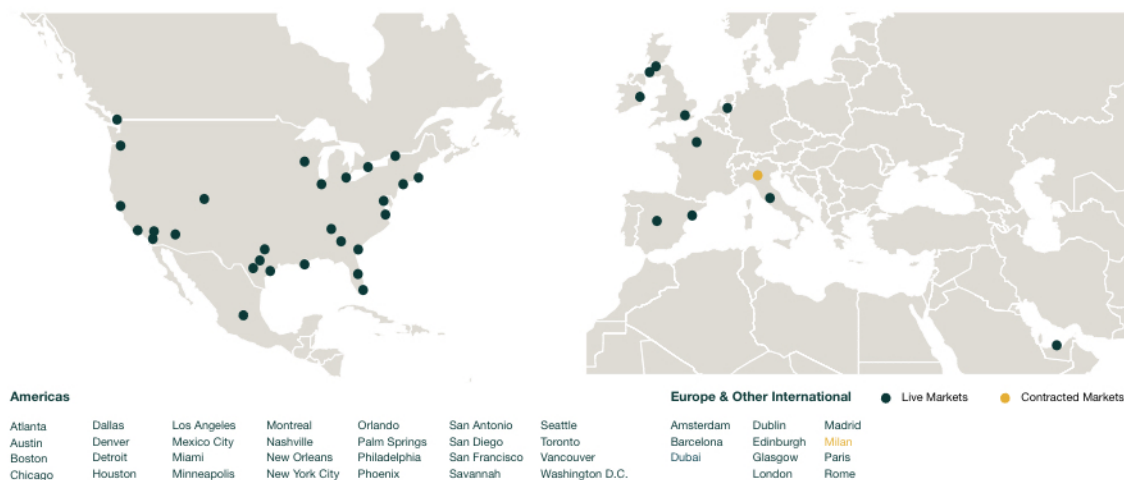 Americas
Atlanta Dallas Los Angeles Montreal Orlando San Antonio Seattle
Austin Denver Mexico City Nashville Palm Springs San Diego Toronto
Boston Detroit Miami New Orleans Philadelphia San Francisco Vancouver
Chicago Houston Minneapolis New York City Phoenix Savannah Washington D.C.
Europe & Other International Live Markets Contracted Markets
Amsterdam Dublin Madrid
Barcelona Edinburgh Milan
Dubai Glasgow Paris
London Rome